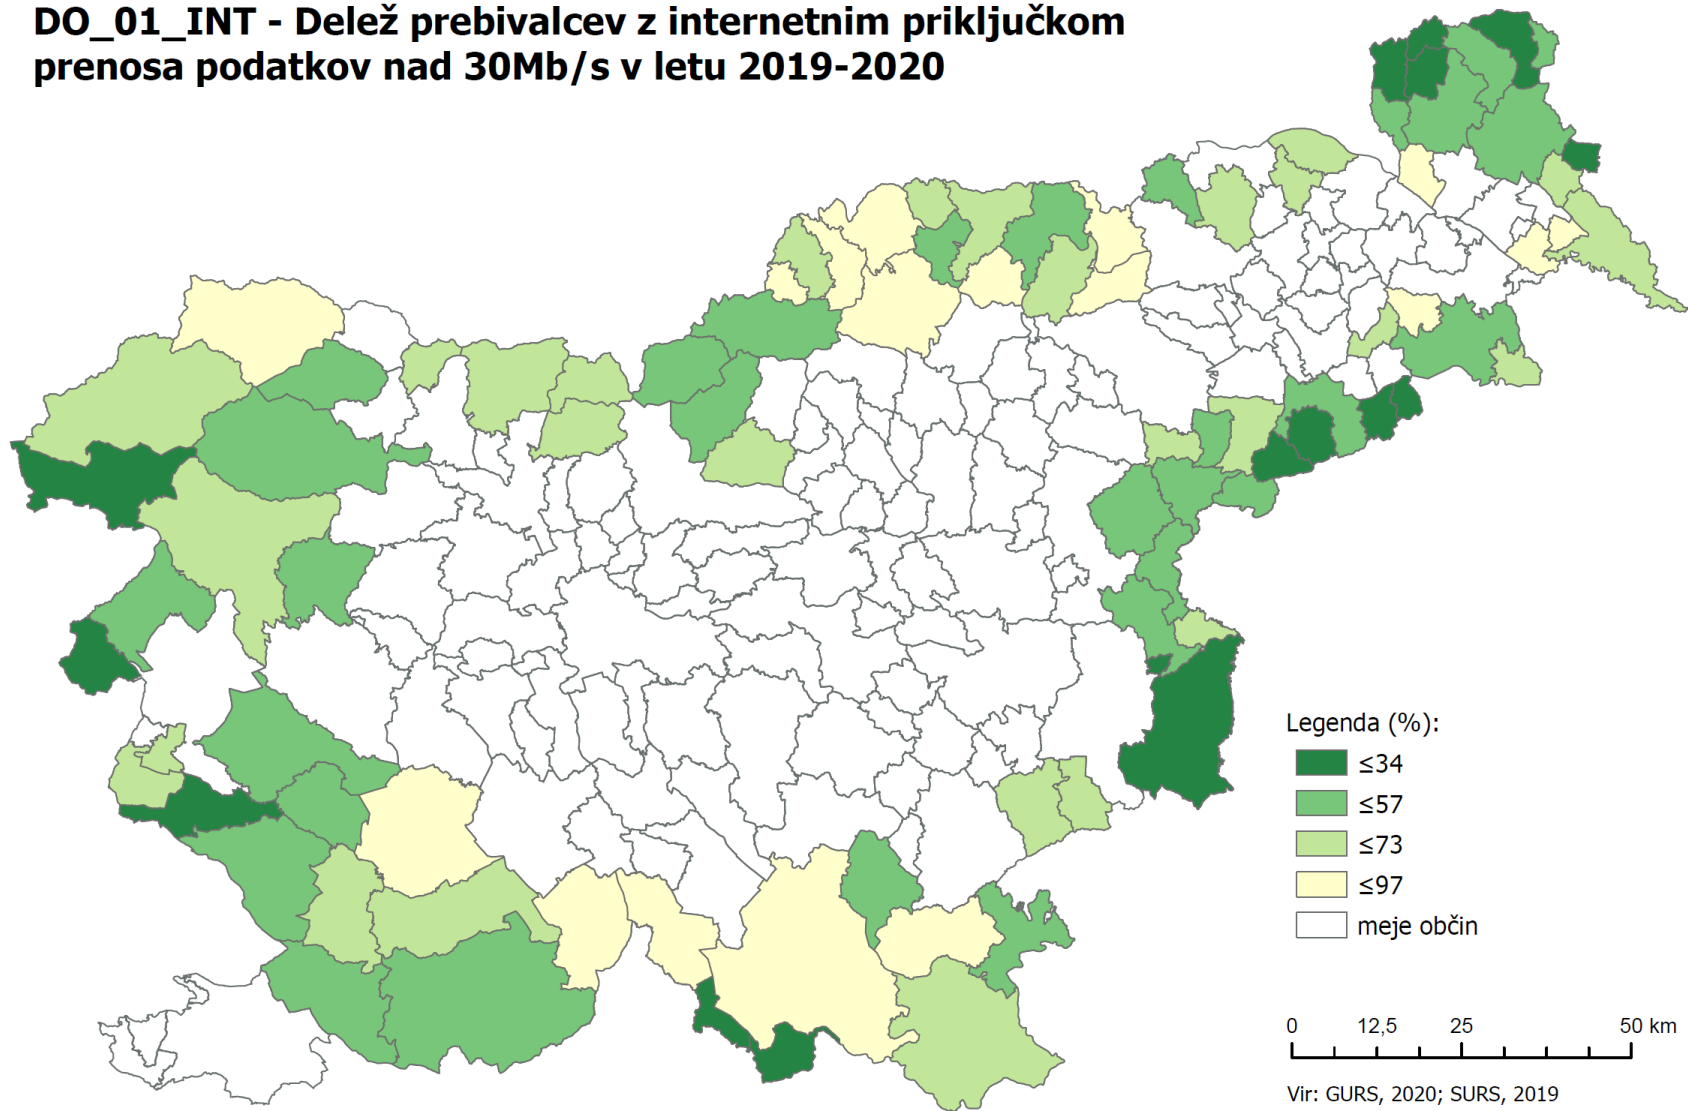 DO_01_INT - Delež prebivalcev z internetnim priključkom
prenosa podatkov nad 30Mb/s v letu 2019-2020
Legenda (%):
≤34
≤57
≤73
≤97
meje občin
0 12,5 25 50 km
Vir: GURS, 2020; SURS, 2019